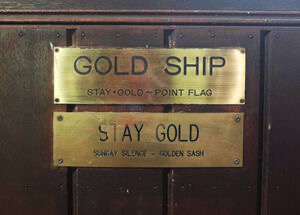 GOLD SHIP
STAY・GOLD − POINT FLAG
STAY GOLD
SUNDAY SILENCE − GOLDEN SASH